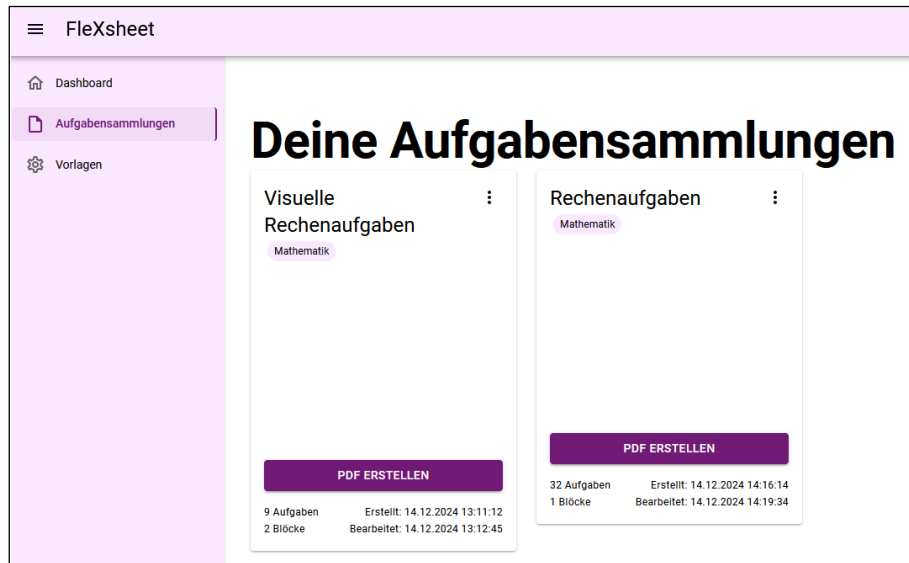 FleXsheet
Dashboard
Aufgabensammlungen
Vorlagen
Deine Aufgabensammlungen
Visuelle
Rechenaufgaben
Mathematik
PDF ERSTELLEN
9 Aufgaben Erstellt: 14.12.2024 13:11:12
2 Blöcke Bearbeitet: 14.12.2024 13:12:45
Rechenaufgaben
Mathematik
PDF ERSTELLEN
32 Aufgaben Erstellt: 14.12.2024 14:16:14
1 Blöcke Bearbeitet: 14.12.2024 14:19:34